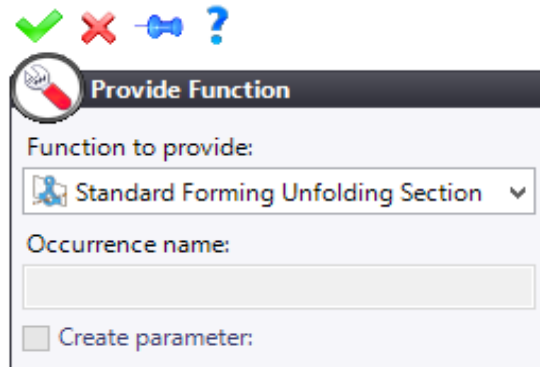 Provide Function
Function to provide:
Standard Forming Unfolding Section
Occurrence name:
Create parameter: